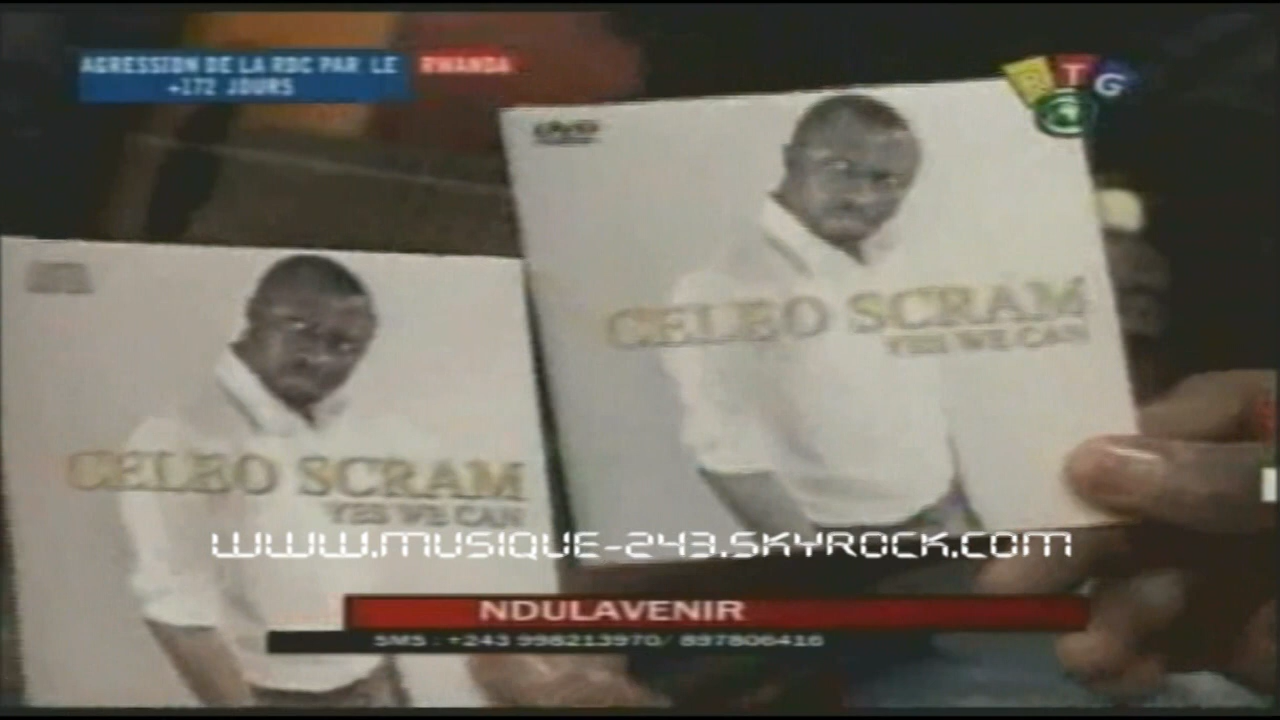 AGRESSION DE LA RDC PAR LE RWANDA
+172 JOURS
RTG
DVD
CELEO SCRAM
YES WE CAN
CELEO SCRAM
YES WE CAN
WWW.MUSIQUE-243.SKYROCK.COM
NDULAVENIR
SMS : +243 998213970/ 897806416